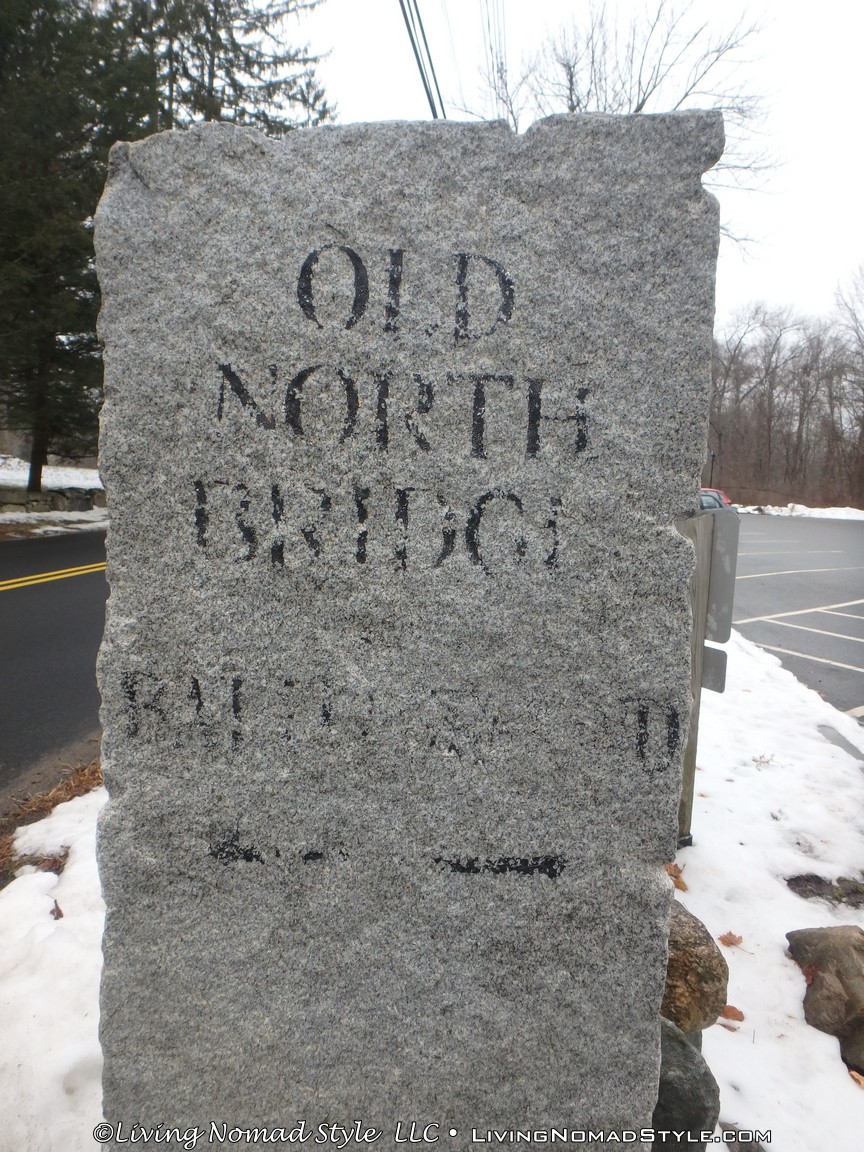 OLD
NORTH
BRIDGE
©Living Nomad Style LLC • LivingNomadStyle.com